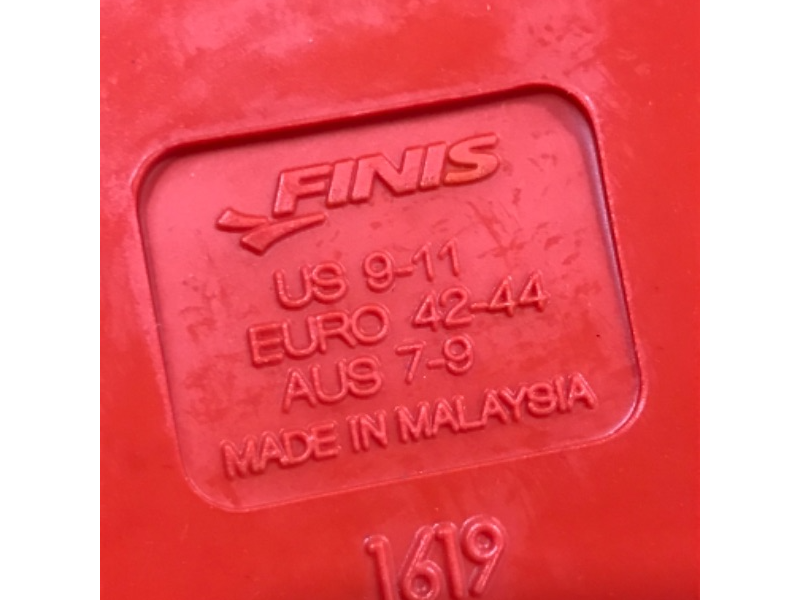 FINIS
US 9-11
EURO 42-44
AUS 7-9
MADE IN MALAYSIA
1619